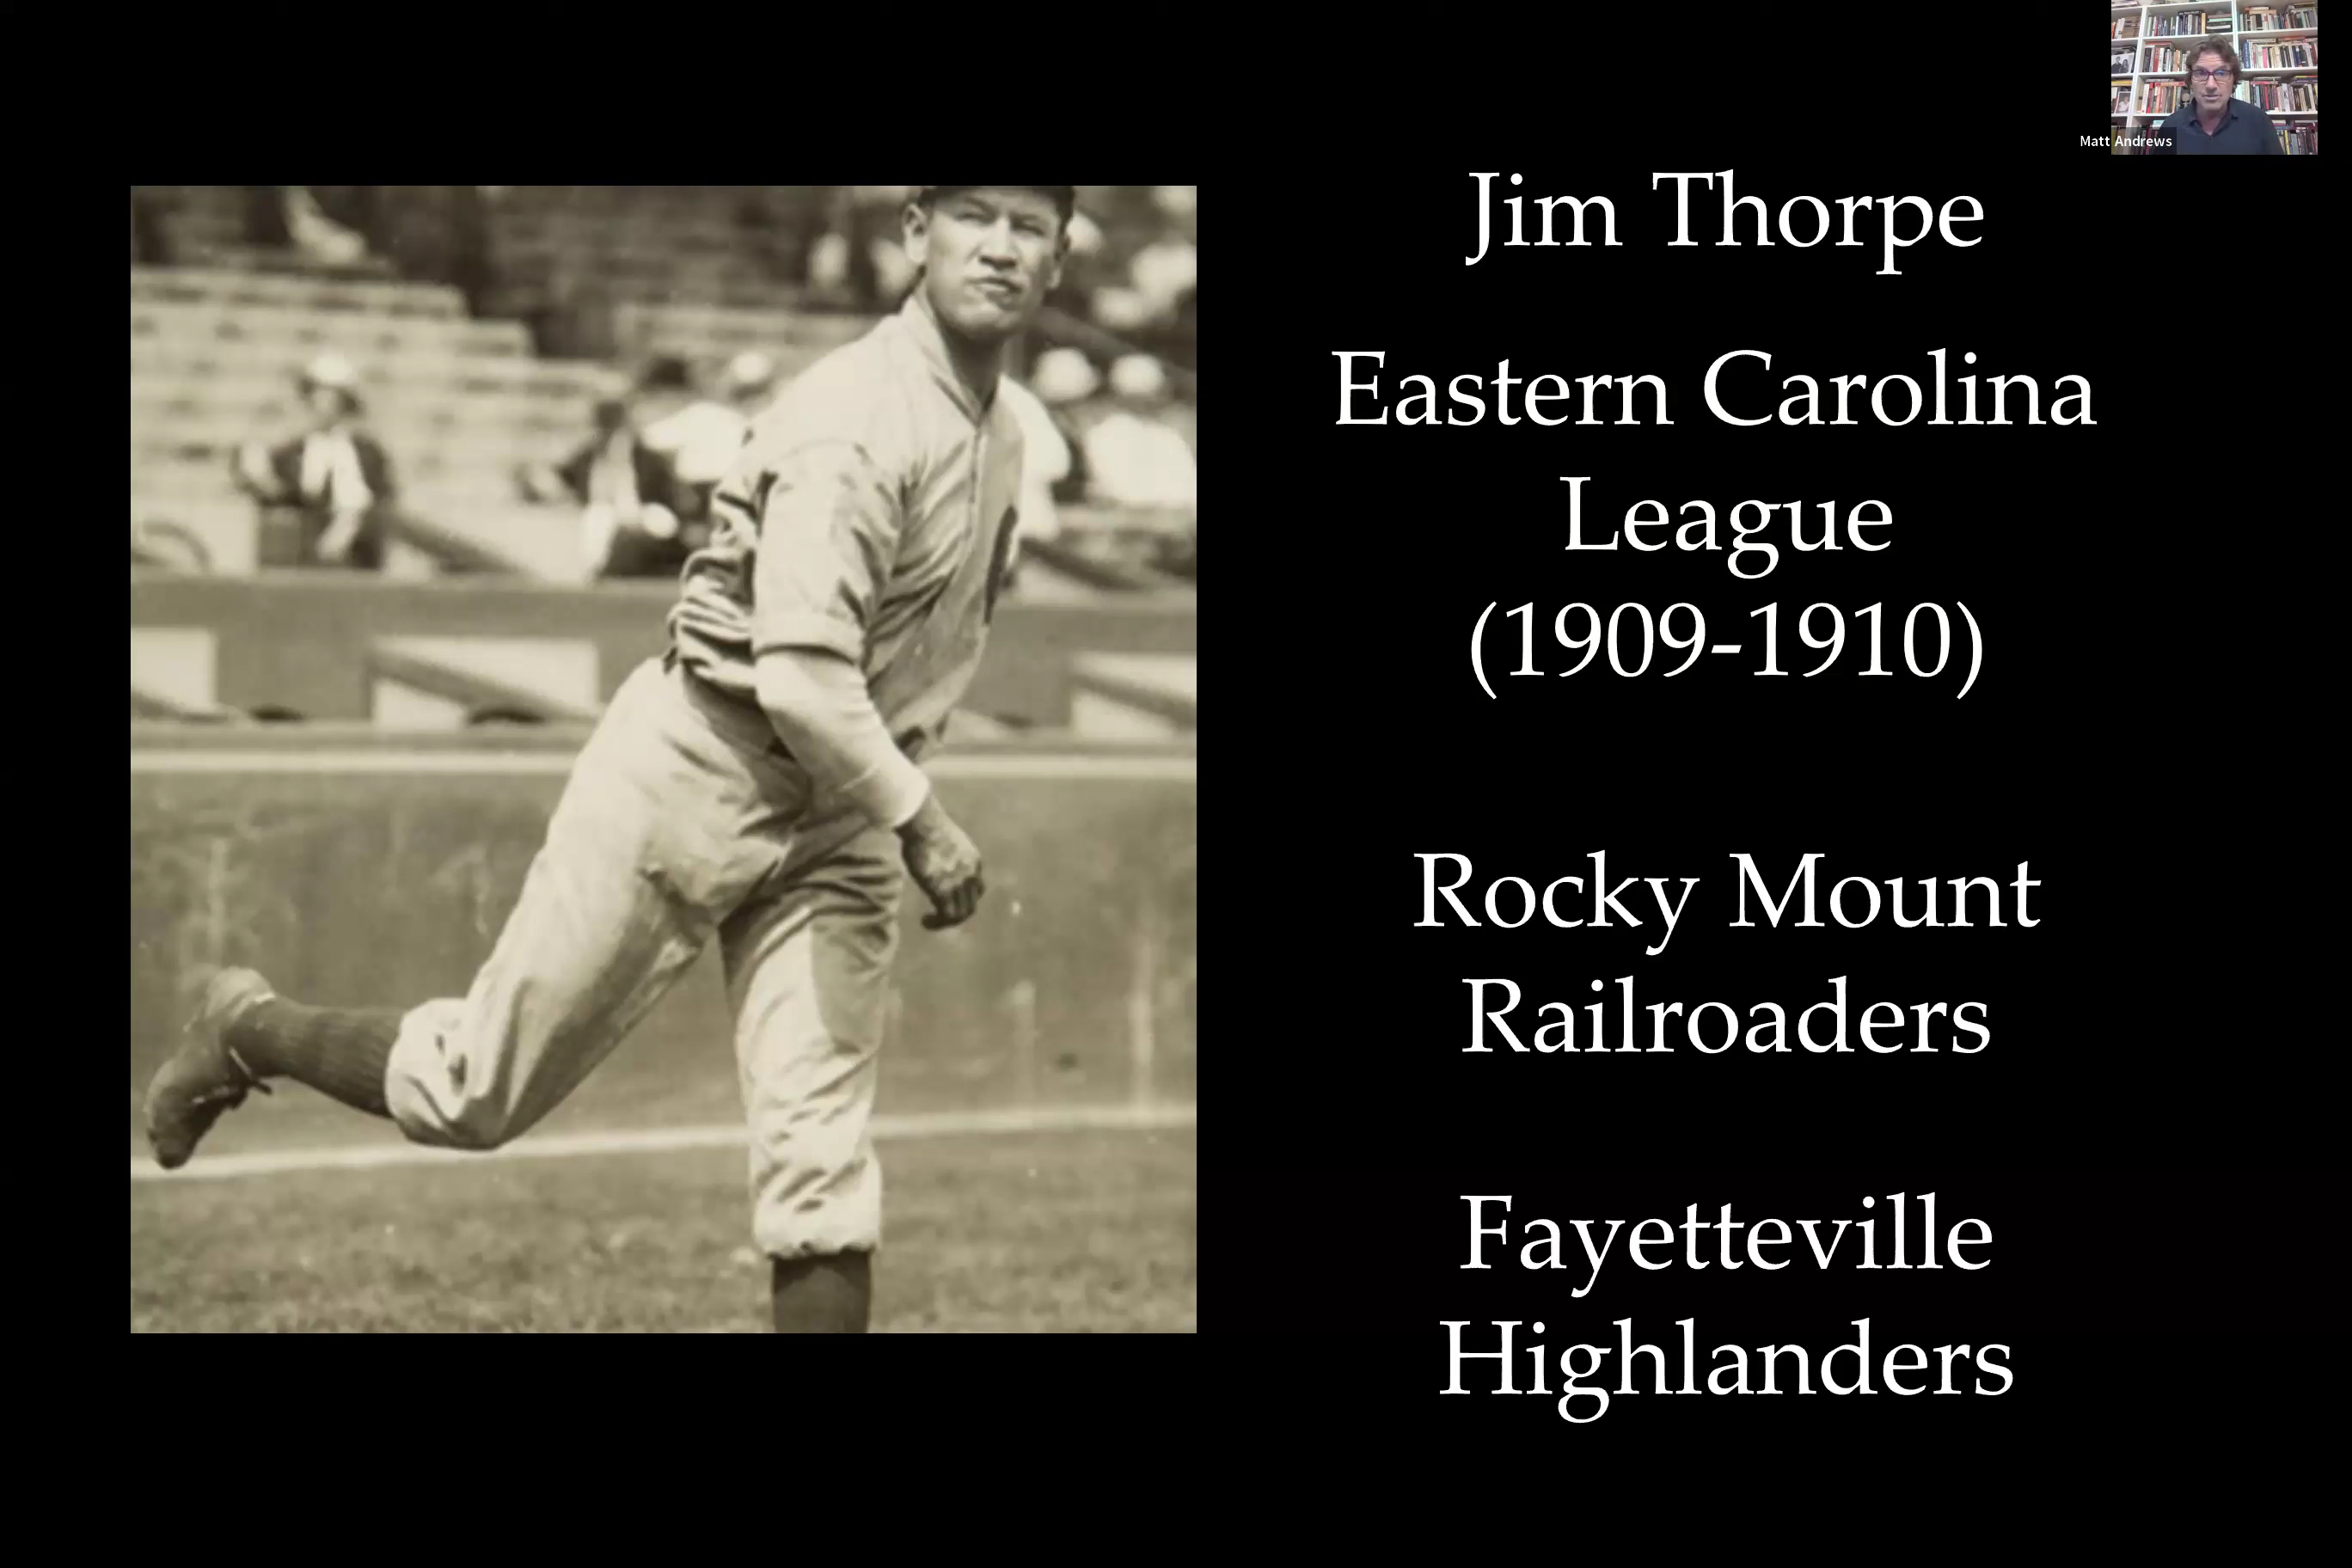 Matt Andrews
Jim Thorpe
Eastern Carolina
League
(1909-1910)
Rocky Mount
Railroaders
Fayetteville
Highlanders